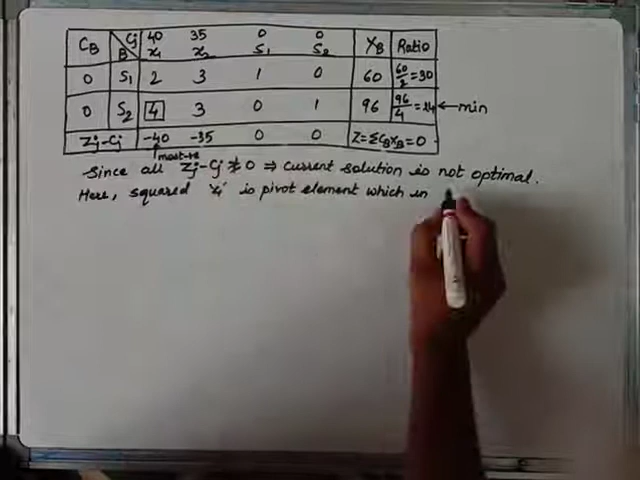 CB Cj 40 35 0 0 XB Ratio
B x1 x2 S1 S2
0 S1 2 3 1 0 60 60/2=30
0 S2 4 3 0 1 96 96/4=24 ← min
Zj-Cj -40 -35 0 0 Z=ΣCBXB=0
↑most-ve
Since all Zj-Cj ≱ 0 ⇒ current solution is not optimal.
Here, squared '4' is pivot element which in